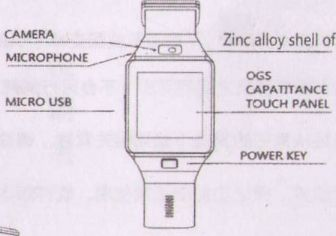 CAMERA
MICROPHONE
MICRO USB
Zinc alloy shell of
OGS
CAPATITANCE
TOUCH PANEL
POWER KEY